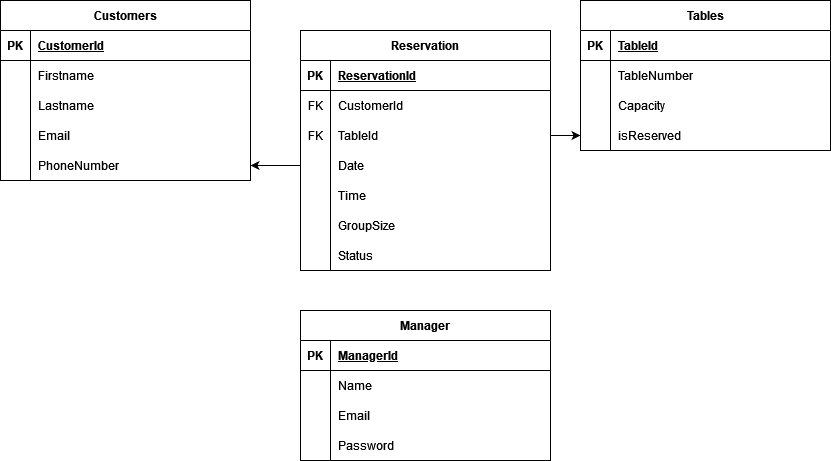 Customers
PK CustomerId
Firstname
Lastname
Email
PhoneNumber
Reservation
PK ReservationId
FK CustomerId
FK TableId
Date
Time
GroupSize
Status
Tables
PK TableId
TableNumber
Capacity
isReserved
Manager
PK ManagerId
Name
Email
Password